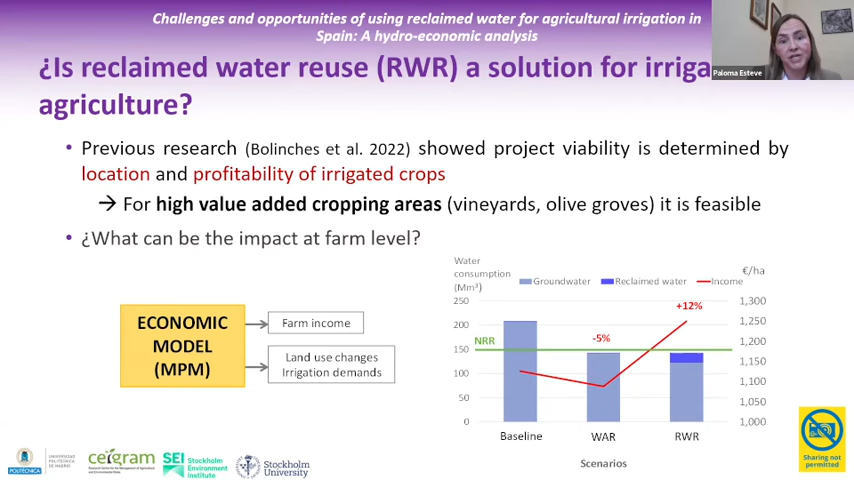 Challenges and opportunities of using reclaimed water for agricultural irrigation in
Spain: A hydro-economic analysis
¿Is reclaimed water reuse (RWR) a solution for irriga
agriculture?
Paloma Esteve
• Previous research (Bolinches et al. 2022) showed project viability is determined by
location and profitability of irrigated crops
→ For high value added cropping areas (vineyards, olive groves) it is feasible
• ¿What can be the impact at farm level?
ECONOMIC
MODEL
(MPM)
Farm income
Land use changes
Irrigation demands
Water
consumption
(Mm³)
€/ha
Groundwater
Reclaimed water
Income
250
200
150
100
50
0
NRR
-5%
+12%
1,300
1,250
1,200
1,150
1,100
1,050
1,000
Baseline
WAR
RWR
Scenarios
POLITÉCNICA
UNIVERSIDAD
POLITÉCNICA
DE MADRID
ceigram
SEI
Stockholm
Environment
Institute
Stockholm
University
Sharing not
permitted